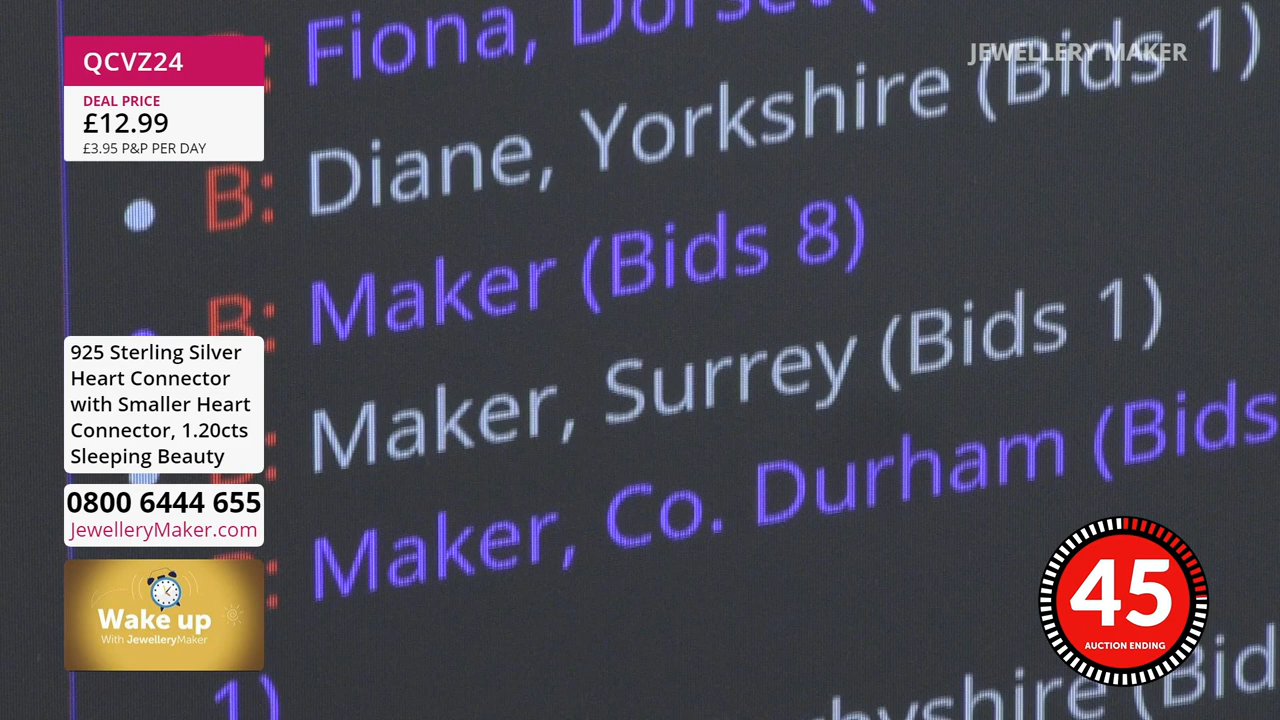 QCVZ24
DEAL PRICE
£12.99
£3.95 P&P PER DAY
JEWELLERY MAKER
Fiona, Dorset
Diane, Yorkshire (Bids 1)
B: Maker (Bids 8)
B: Maker, Surrey (Bids 1)
Maker, Co. Durham (Bids
1)
(Bid
925 Sterling Silver
Heart Connector
with Smaller Heart
Connector, 1.20cts
Sleeping Beauty
0800 6444 655
JewelleryMaker.com
Wake up
With JewelleryMaker
45
AUCTION ENDING